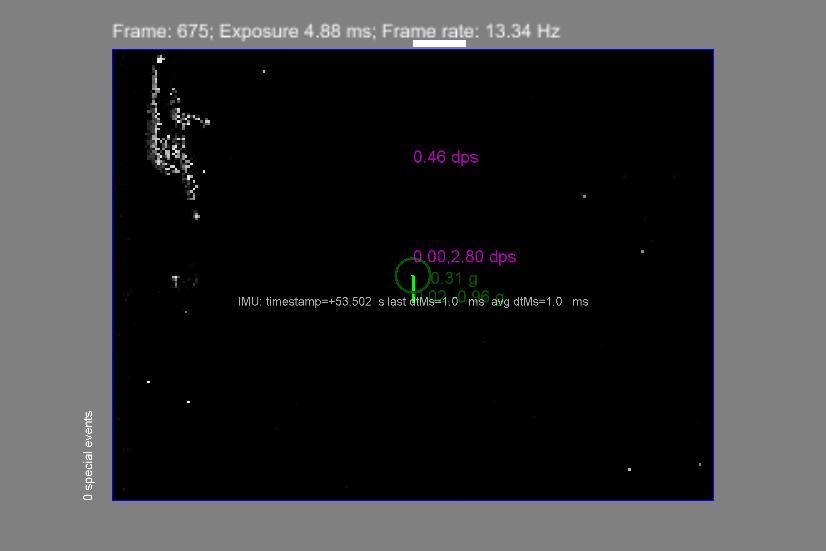 Frame: 675; Exposure 4.88 ms; Frame rate: 13.34 Hz
0.46 dps
0.00,2.80 dps
0.31 g
IMU: timestamp=+53.502 s last dtMs=1.0 ms avg dtMs=1.0 ms
0 special events